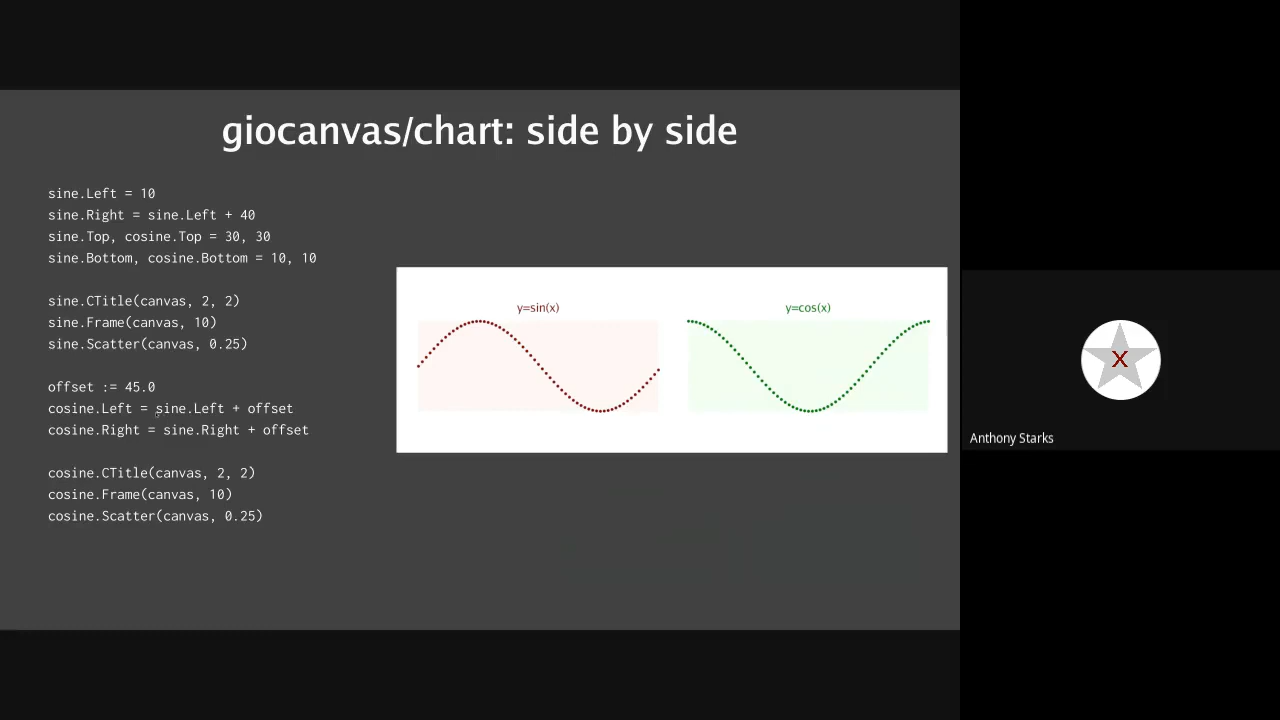 giocanvas/chart: side by side
sine.Left = 10
sine.Right = sine.Left + 40
sine.Top, cosine.Top = 30, 30
sine.Bottom, cosine.Bottom = 10, 10
sine.CTitle(canvas, 2, 2)
sine.Frame(canvas, 10)
sine.Scatter(canvas, 0.25)
offset := 45.0
cosine.Left = sine.Left + offset
cosine.Right = sine.Right + offset
cosine.CTitle(canvas, 2, 2)
cosine.Frame(canvas, 10)
cosine.Scatter(canvas, 0.25)
y=sin(x)
y=cos(x)
X
Anthony Starks